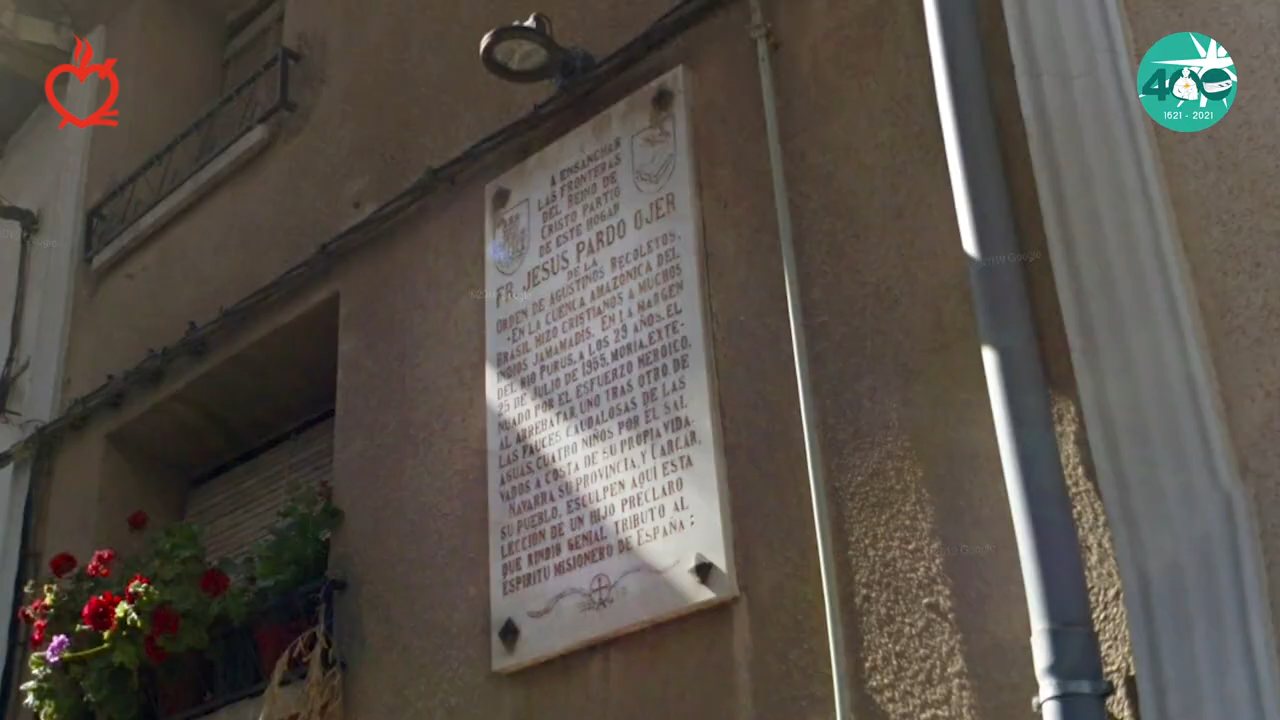 A ENSANCHAR
LAS FRONTERAS
DEL REINO DE
CRISTO PARTIO
DE ESTE HOGAR
FR. JESUS PARDO OJER
DE LA
ORDEN DE AGUSTINOS RECOLETOS.
-EN LA CUENCA AMAZONICA DEL
BRASIL HIZO CRISTIANOS A MUCHOS
INDIOS JAMAMADIS. EN LA MARGEN
DEL RIO PURUS, A LOS 29 AÑOS, EL
25 DE JULIO DE 1955, MORIA, EXTE-
NUADO POR EL ESFUERZO HEROICO,
AL ARREBATAR, UNO TRAS OTRO DE
LAS FAUCES CAUDALOSAS DE LAS
AGUAS, CUATRO NIÑOS POR EL SAL
VADOS A COSTA DE SU PROPIA VIDA-
NAVARRA, SU PROVINCIA, Y CARCAR,
SU PUEBLO, ESCULPEN AQUI ESTA
LECCION DE UN HIJO PRECLARO
QUE RINDIO GENIAL TRIBUTO AL
ESPIRITU MISIONERO DE ESPAÑA:
400
1621 - 2021
©2019 Google